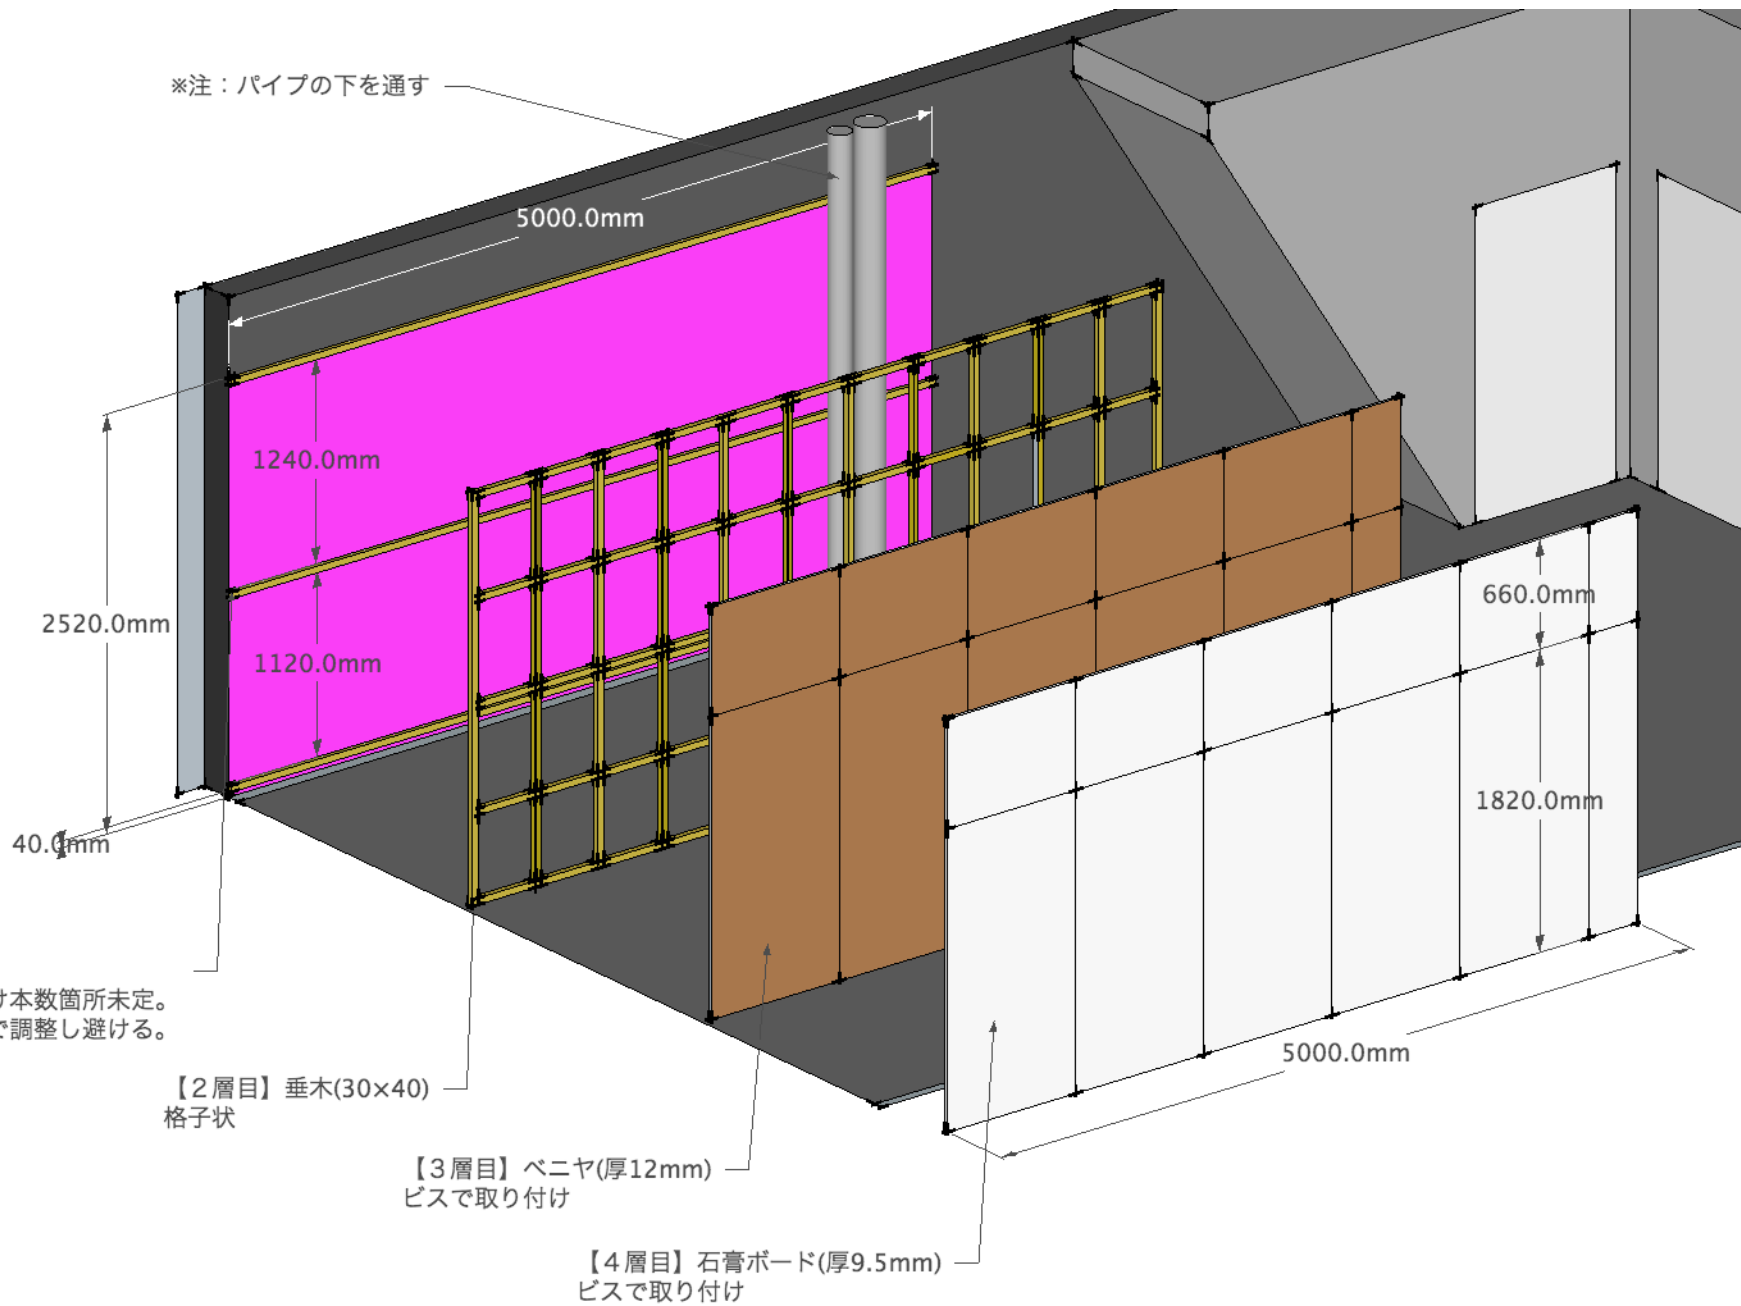 ※注：パイプの下を通す
5000.0mm
1240.0mm
1120.0mm
2520.0mm
40.0mm
660.0mm
1820.0mm
5000.0mm
本数箇所未定。
調整し避ける。
【２層目】垂木(30×40)
格子状
【３層目】ベニヤ(厚12mm)
ビスで取り付け
【４層目】石膏ボード(厚9.5mm)
ビスで取り付け